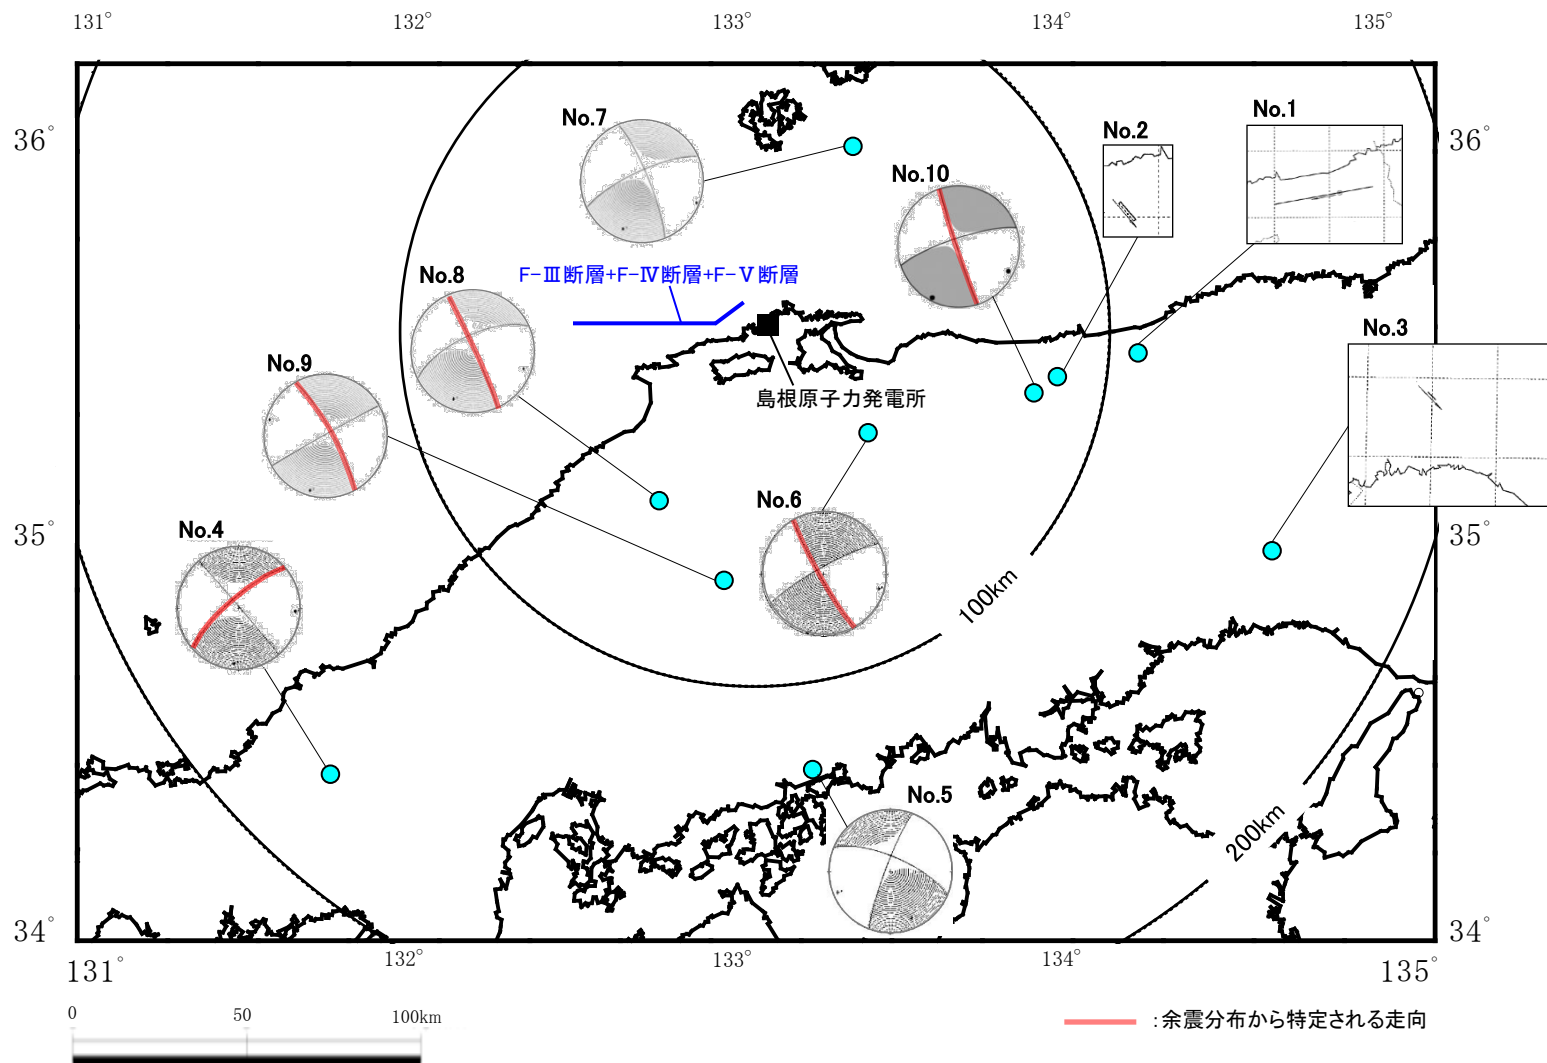 131° 132° 133° 134° 135°
36° 36°
No.1
No.2
No.7
No.10
No.8
F-Ⅲ断層+F-Ⅳ断層+F-Ⅴ断層
No.3
No.9
島根原子力発電所
No.6
No.4
35° 35°
100km
No.5
200km
34° 34°
132° 133° 134°
131° 135°
0 50 100km
:余震分布から特定される走向